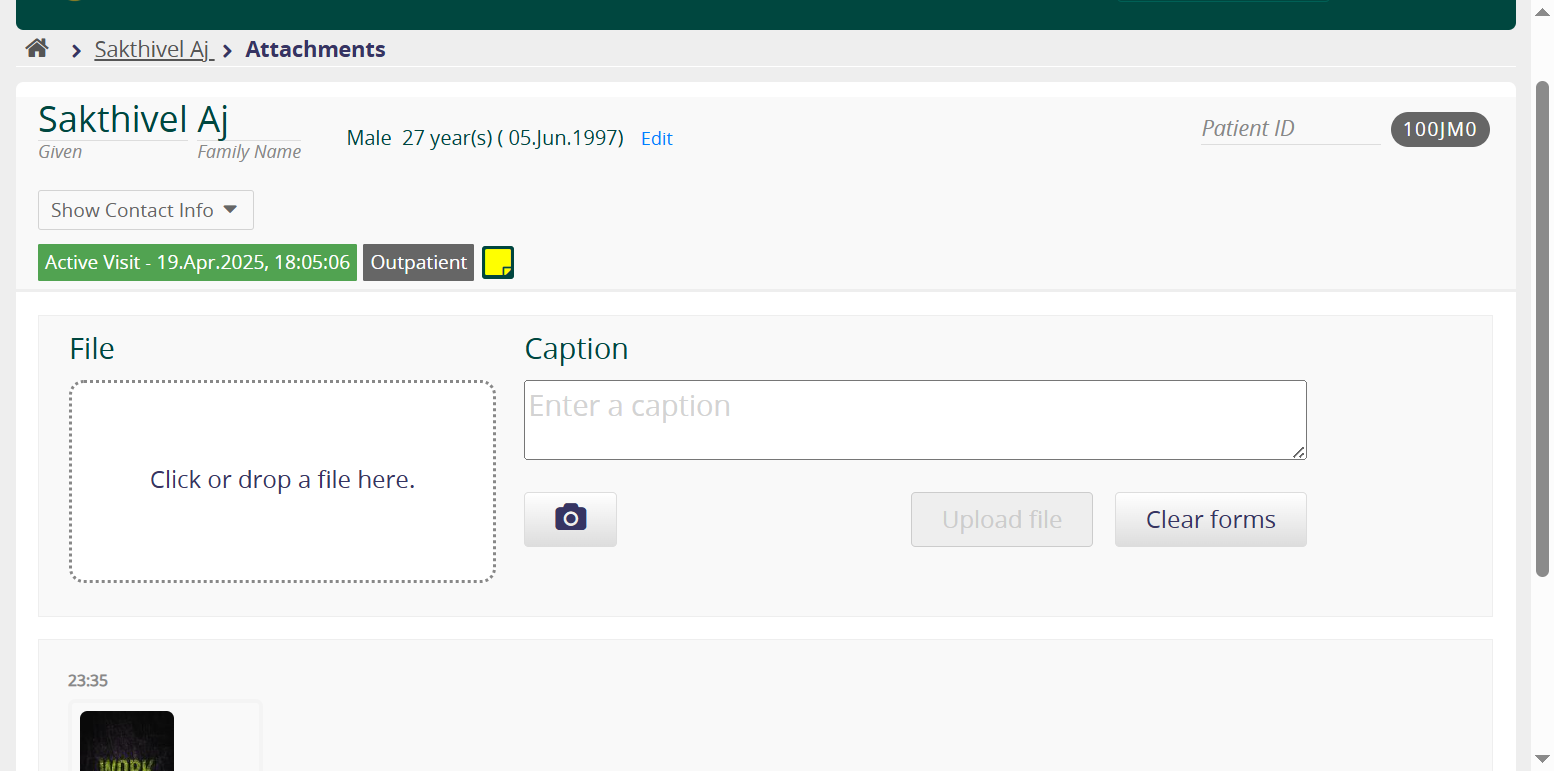 Sakthivel Aj > Attachments
Sakthivel Aj
Given Family Name
Male 27 year(s) ( 05.Jun.1997) Edit
Patient ID 100JM0
Show Contact Info
Active Visit - 19.Apr.2025, 18:05:06 Outpatient
File
Caption
Click or drop a file here.
Enter a caption
Upload file
Clear forms
23:35
WORK